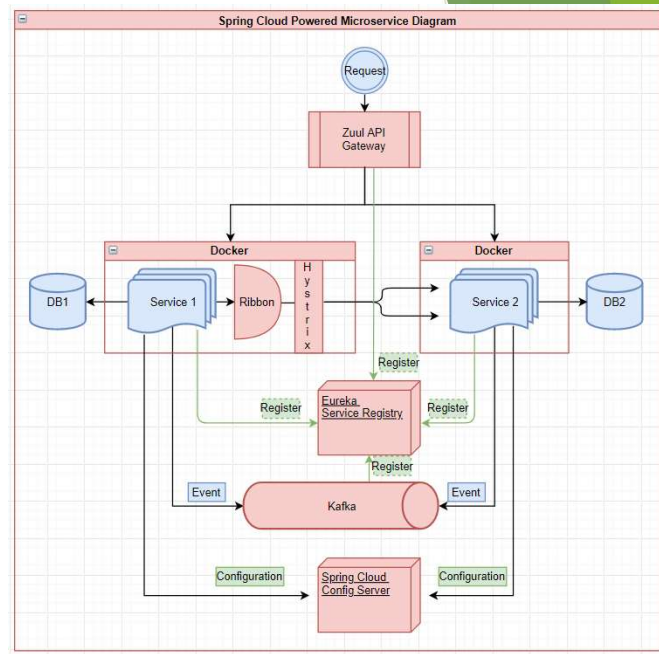 Spring Cloud Powered Microservice Diagram
Request
Zuul API
Gateway
Docker
Docker
DB1
Service 1
Ribbon
H
y
s
t
r
i
x
Service 2
DB2
Register
Register
Eureka
Service Registry
Register
Register
Event
Kafka
Event
Configuration
Spring Cloud
Config Server
Configuration